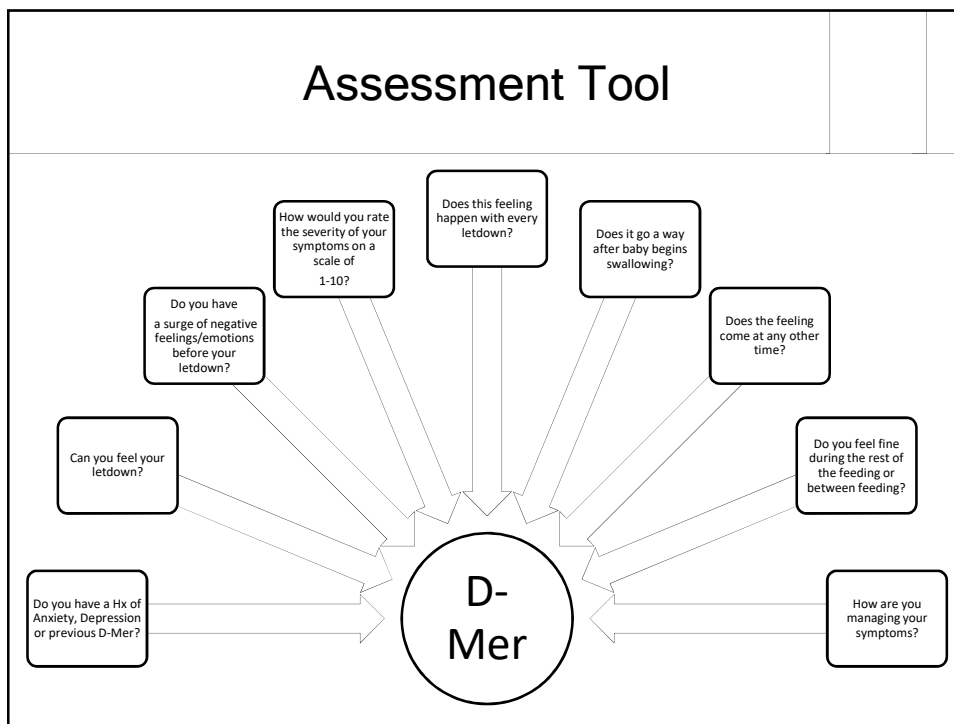 Assessment Tool
Do you have a Hx of
Anxiety, Depression
or previous D-Mer?
Can you feel your
letdown?
Do you have
a surge of negative
feelings/emotions
before your
letdown?
How would you rate
the severity of your
symptoms on a
scale of
1-10?
Does this feeling
happen with every
letdown?
Does it go a way
after baby begins
swallowing?
Does the feeling
come at any other
time?
Do you feel fine
during the rest of
the feeding or
between feeding?
How are you
managing your
symptoms?
D-
Mer